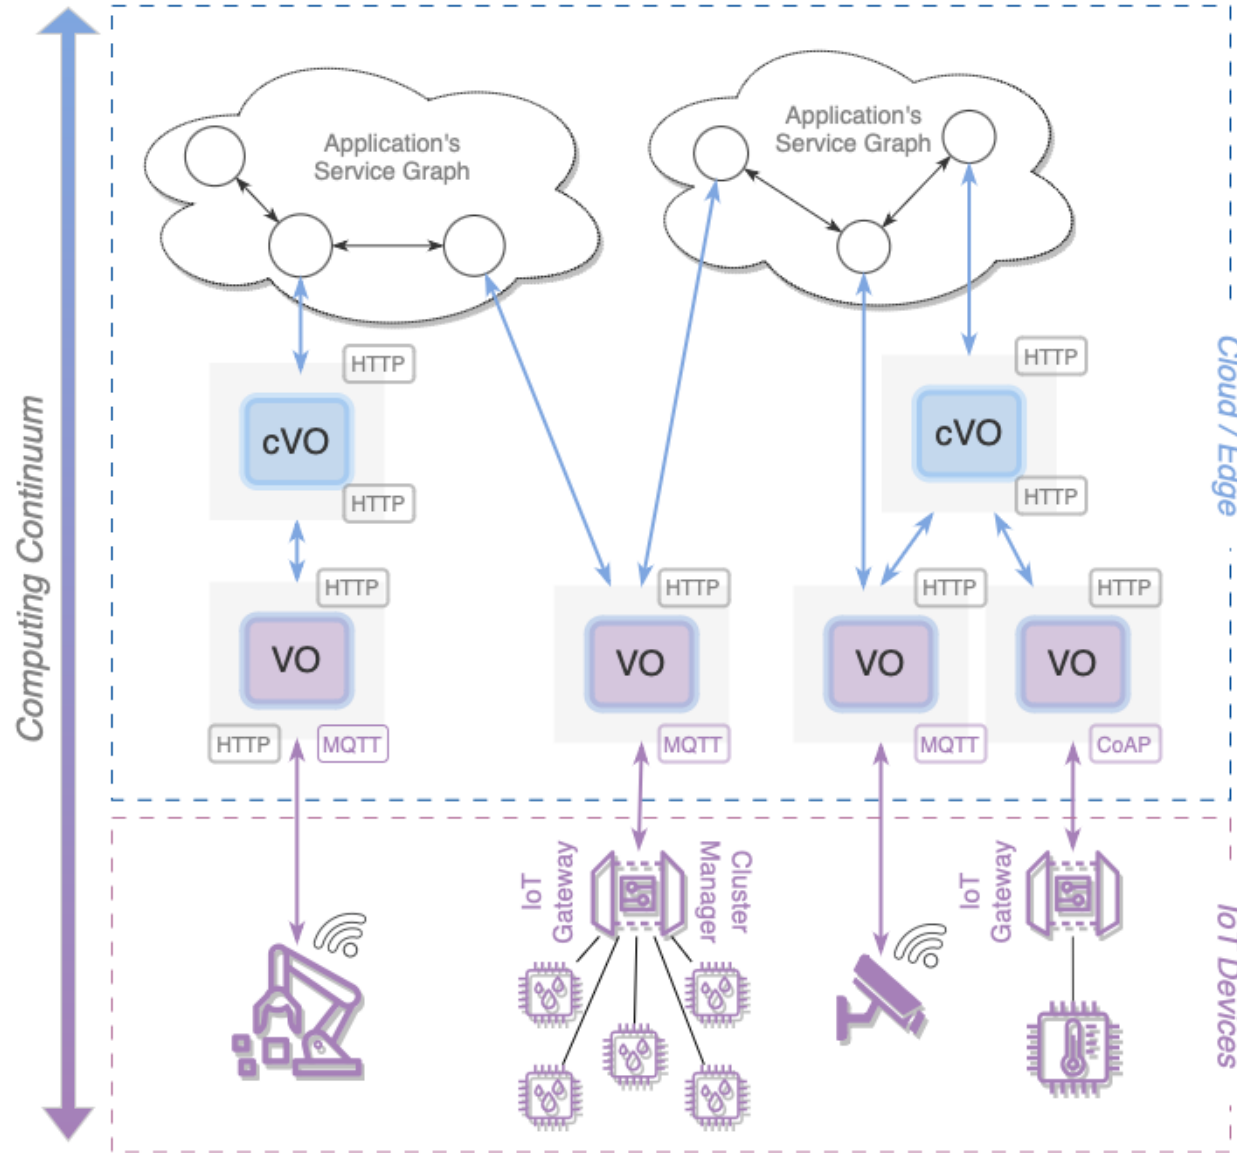 Application's
Service Graph
Application's
Service Graph
HTTP
HTTP
cVO
cVO
HTTP
HTTP
HTTP
HTTP
HTTP
HTTP
VO
VO
VO
VO
HTTP
MQTT
MQTT
MQTT
CoAP
Computing Continuum
Cloud / Edge
IoT
Gateway
Cluster
Manager
IoT
Gateway
IoT Devices